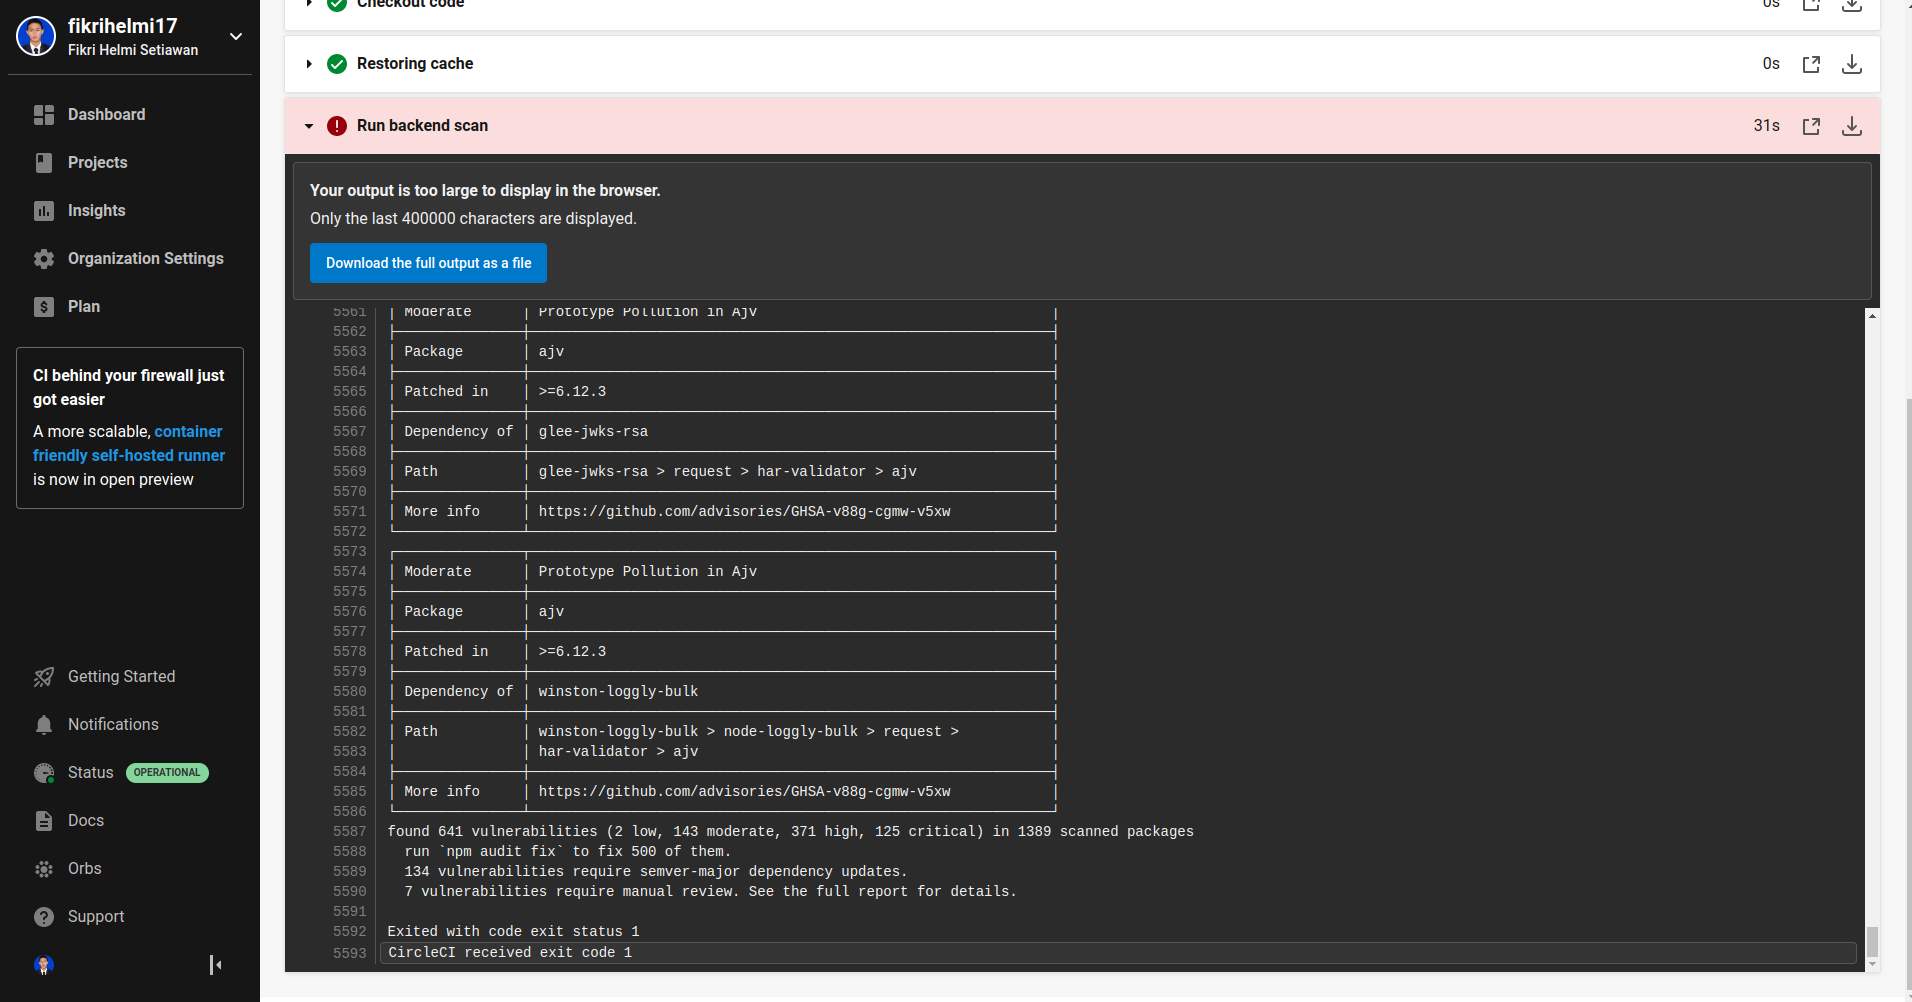 fikrihelmi17
Fikri Helmi Setiawan
Dashboard
Projects
Insights
Organization Settings
$ Plan
CI behind your firewall just
got easier
A more scalable, container
friendly self-hosted runner
is now in open preview
Getting Started
Notifications
Status OPERATIONAL
Docs
Orbs
? Support
Checkout code 0s
Restoring cache 0s
! Run backend scan 31s
Your output is too large to display in the browser.
Only the last 400000 characters are displayed.
Download the full output as a file
5561 │ Moderate │ Prototype Pollution in Ajv │
5562
5563 │ Package │ ajv │
5564
5565 │ Patched in │ >=6.12.3 │
5566
5567 │ Dependency of │ glee-jwks-rsa │
5568
5569 │ Path │ glee-jwks-rsa > request > har-validator > ajv │
5570
5571 │ More info │ https://github.com/advisories/GHSA-v88g-cgmw-v5xw │
5572
5573
5574 │ Moderate │ Prototype Pollution in Ajv │
5575
5576 │ Package │ ajv │
5577
5578 │ Patched in │ >=6.12.3 │
5579
5580 │ Dependency of │ winston-loggly-bulk │
5581
5582 │ Path │ winston-loggly-bulk > node-loggly-bulk > request > │
5583 │ │ har-validator > ajv │
5584
5585 │ More info │ https://github.com/advisories/GHSA-v88g-cgmw-v5xw │
5586
5587 found 641 vulnerabilities (2 low, 143 moderate, 371 high, 125 critical) in 1389 scanned packages
5588 run `npm audit fix` to fix 500 of them.
5589 134 vulnerabilities require semver-major dependency updates.
5590 7 vulnerabilities require manual review. See the full report for details.
5591
5592 Exited with code exit status 1
5593 CircleCI received exit code 1